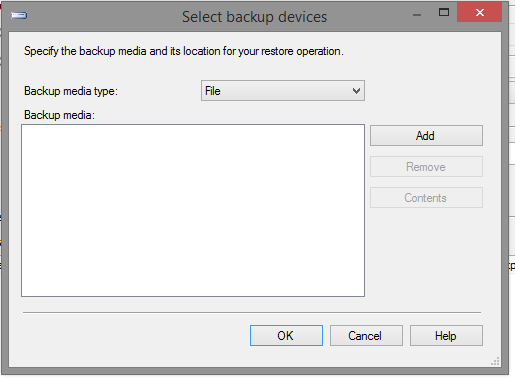 Select backup devices
Specify the backup media and its location for your restore operation.
Backup media type:
File
Backup media:
Add
Remove
Contents
OK
Cancel
Help